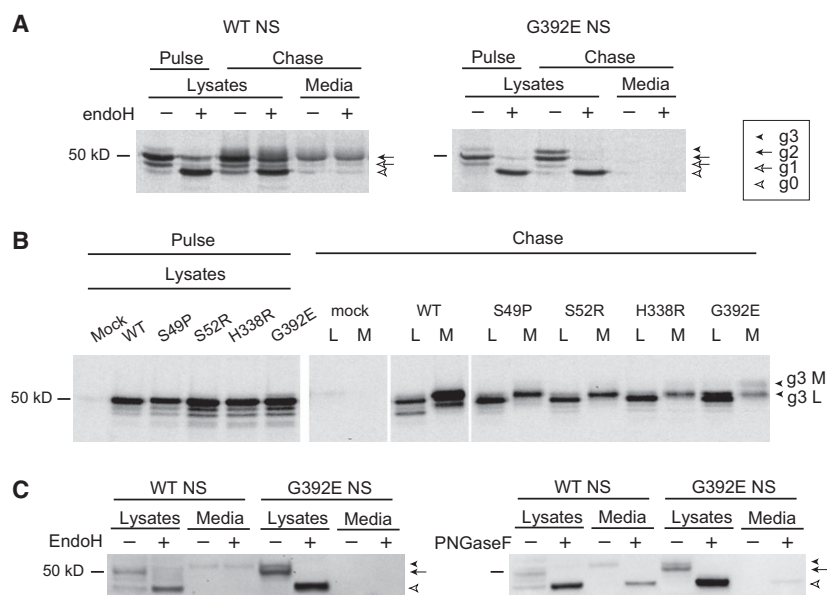 A
WT NS
G392E NS
Pulse Chase
Pulse Chase
Lysates Media
Lysates Media
endoH − + − + − +
− + − + − +
50 kD
g3
g2
g1
g0
B
Pulse
Chase
Lysates
Mock WT S49P S52R H338R G392E
mock WT S49P S52R H338R G392E
L M L M L M L M L M L M
50 kD
g3 M
g3 L
C
WT NS G392E NS
WT NS G392E NS
Lysates Media Lysates Media
Lysates Media Lysates Media
EndoH − + − + − + − +
PNGaseF − + − + − + − +
50 kD